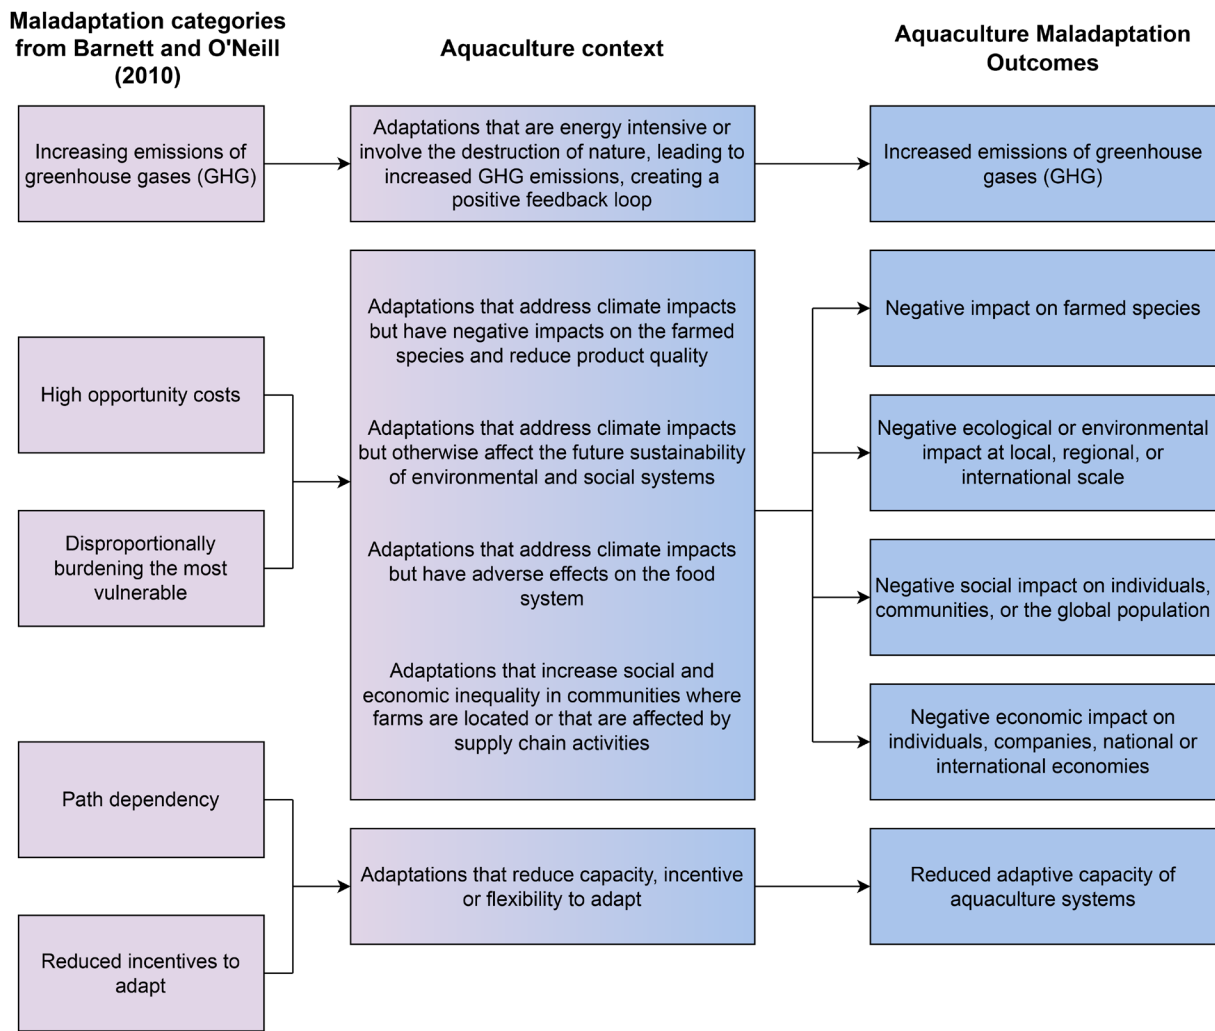 Maladaptation categories
from Barnett and O'Neill
(2010)
Aquaculture context
Aquaculture Maladaptation
Outcomes
Increasing emissions of
greenhouse gases (GHG)
Adaptations that are energy intensive or
involve the destruction of nature, leading to
increased GHG emissions, creating a
positive feedback loop
Increased emissions of greenhouse
gases (GHG)
High opportunity costs
Disproportionally
burdening the most
vulnerable
Adaptations that address climate impacts
but have negative impacts on the farmed
species and reduce product quality
Adaptations that address climate impacts
but otherwise affect the future sustainability
of environmental and social systems
Adaptations that address climate impacts
but have adverse effects on the food
system
Adaptations that increase social and
economic inequality in communities where
farms are located or that are affected by
supply chain activities
Negative impact on farmed species
Negative ecological or environmental
impact at local, regional, or
international scale
Negative social impact on individuals,
communities, or the global population
Negative economic impact on
individuals, companies, national or
international economies
Path dependency
Reduced incentives to
adapt
Adaptations that reduce capacity, incentive
or flexibility to adapt
Reduced adaptive capacity of
aquaculture systems